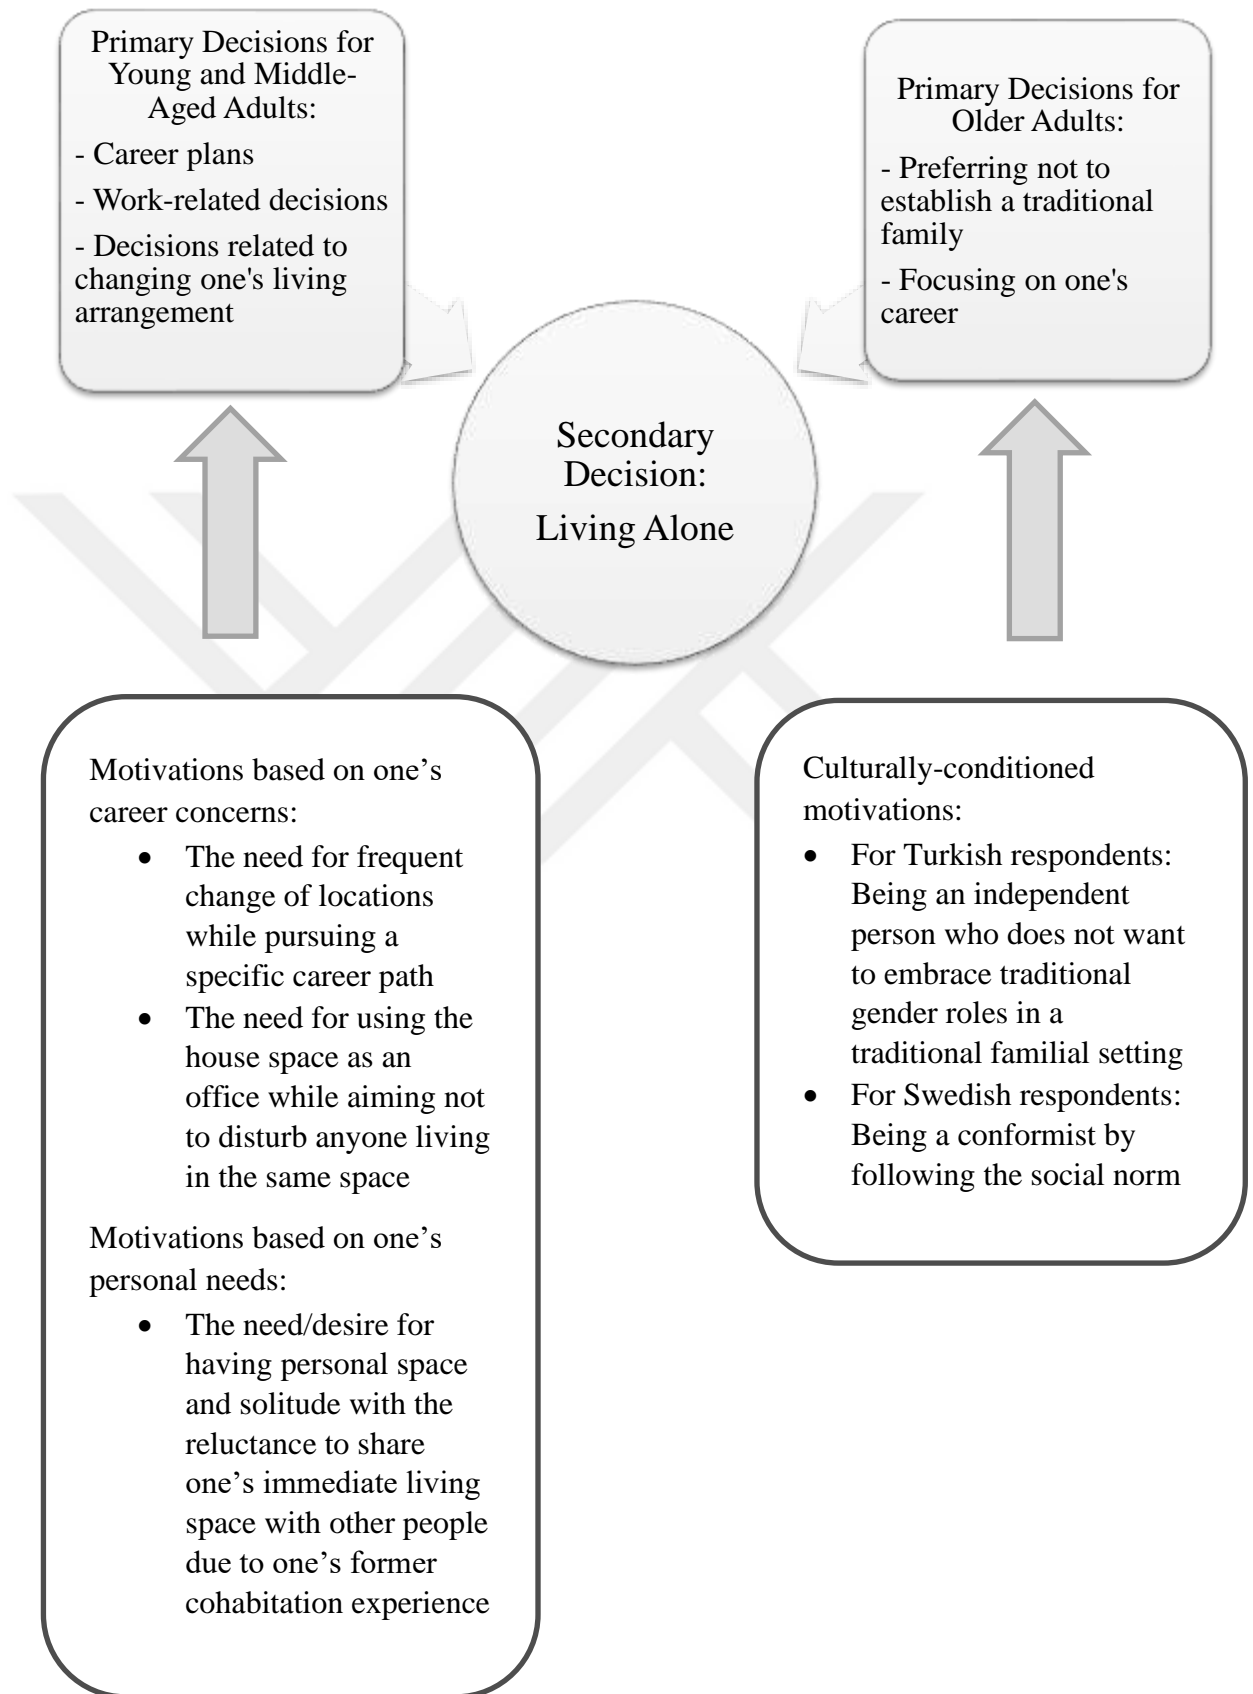 Primary Decisions for
Young and Middle-
Aged Adults:
- Career plans
- Work-related decisions
- Decisions related to
changing one's living
arrangement
Primary Decisions for
Older Adults:
- Preferring not to
establish a traditional
family
- Focusing on one's
career
Secondary
Decision:
Living Alone
Motivations based on one’s
career concerns:
• The need for frequent
change of locations
while pursuing a
specific career path
• The need for using the
house space as an
office while aiming not
to disturb anyone living
in the same space
Motivations based on one’s
personal needs:
• The need/desire for
having personal space
and solitude with the
reluctance to share
one’s immediate living
space with other people
due to one’s former
cohabitation experience
Culturally-conditioned
motivations:
• For Turkish respondents:
Being an independent
person who does not want
to embrace traditional
gender roles in a
traditional familial setting
• For Swedish respondents:
Being a conformist by
following the social norm